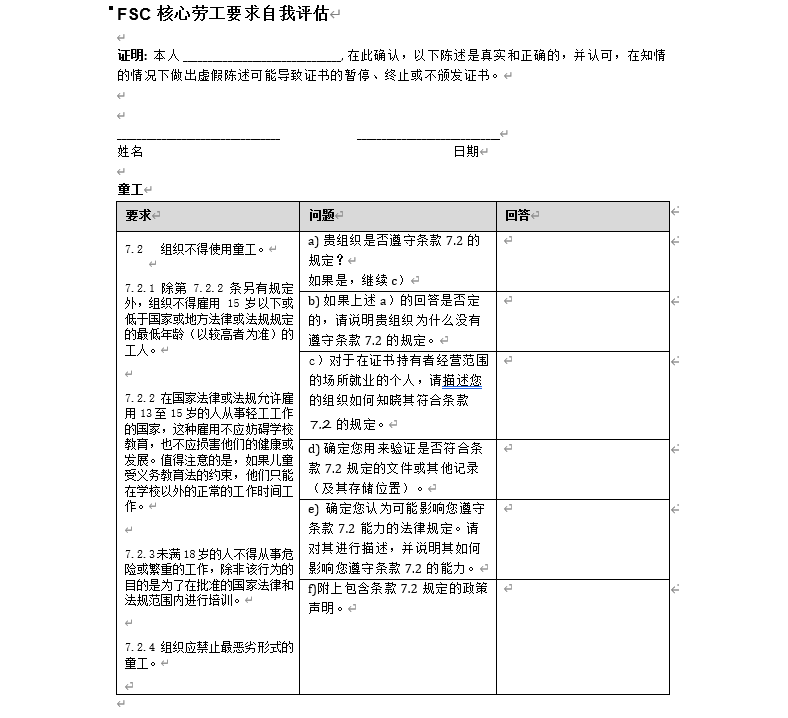 FSC 核心劳工要求自我评估
证明: 本人 __________________________, 在此确认，以下陈述是真实和正确的，并认可，在知情
的情况下做出虚假陈述可能导致证书的暂停、终止或不颁发证书。
姓名 日期
童工
要求 问题 回答
7.2 组织不得使用童工。
7.2.1 除第 7.2.2 条另有规定
外，组织不得雇用 15 岁以下或
低于国家或地方法律或法规规定
的最低年龄（以较高者为准）的
工人。
7.2.2 在国家法律或法规允许雇
用 13 至 15 岁的人从事轻工工作
的国家，这种雇用不应妨碍学校
教育，也不应损害他们的健康或
发展。值得注意的是，如果儿童
受义务教育法的约束，他们只能
在学校以外的正常的工作时间工
作。
7.2.3未满 18 岁的人不得从事危
险或繁重的工作，除非该行为的
目的是为了在批准的国家法律和
法规范围内进行培训。
7.2.4 组织应禁止最恶劣形式的
童工。
a) 贵组织是否遵守条款 7.2 的
规定？
如果是，继续 c）
b) 如果上述 a）的回答是否定
的，请说明贵组织为什么没有
遵守条款 7.2 的规定。
c）对于在证书持有者经营范围
的场所就业的个人，请描述您
的组织如何知晓其符合条款
7.2 的规定。
d) 确定您用来验证是否符合条
款 7.2 规定的文件或其他记录
（及其存储位置）。
e) 确定您认为可能影响您遵守
条款 7.2 能力的法律规定。请
对其进行描述，并说明其如何
影响您遵守条款 7.2 的能力。
f)附上包含条款 7.2 规定的政策
声明。